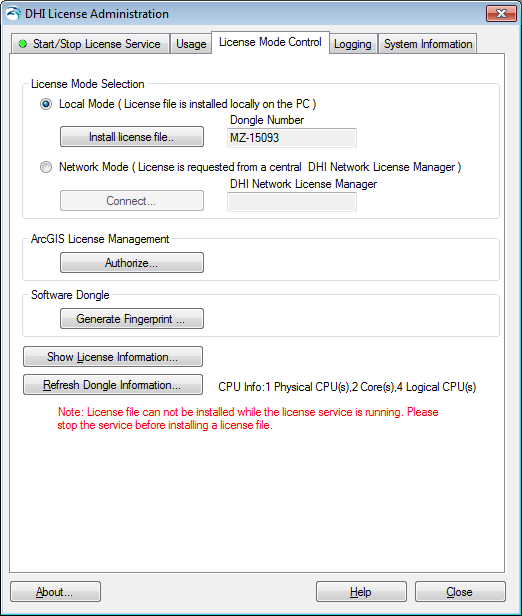 DHI License Administration
Start/Stop License Service Usage License Mode Control Logging System Information
License Mode Selection
Local Mode ( License file is installed locally on the PC )
Dongle Number
Install license file.. MZ-15093
Network Mode ( License is requested from a central DHI Network License Manager )
DHI Network License Manager
Connect...
ArcGIS License Management
Authorize...
Software Dongle
Generate Fingerprint ...
Show License Information...
Refresh Dongle Information... CPU Info:1 Physical CPU(s),2 Core(s),4 Logical CPU(s)
Note: License file can not be installed while the license service is running. Please
stop the service before installing a license file.
About... Help Close